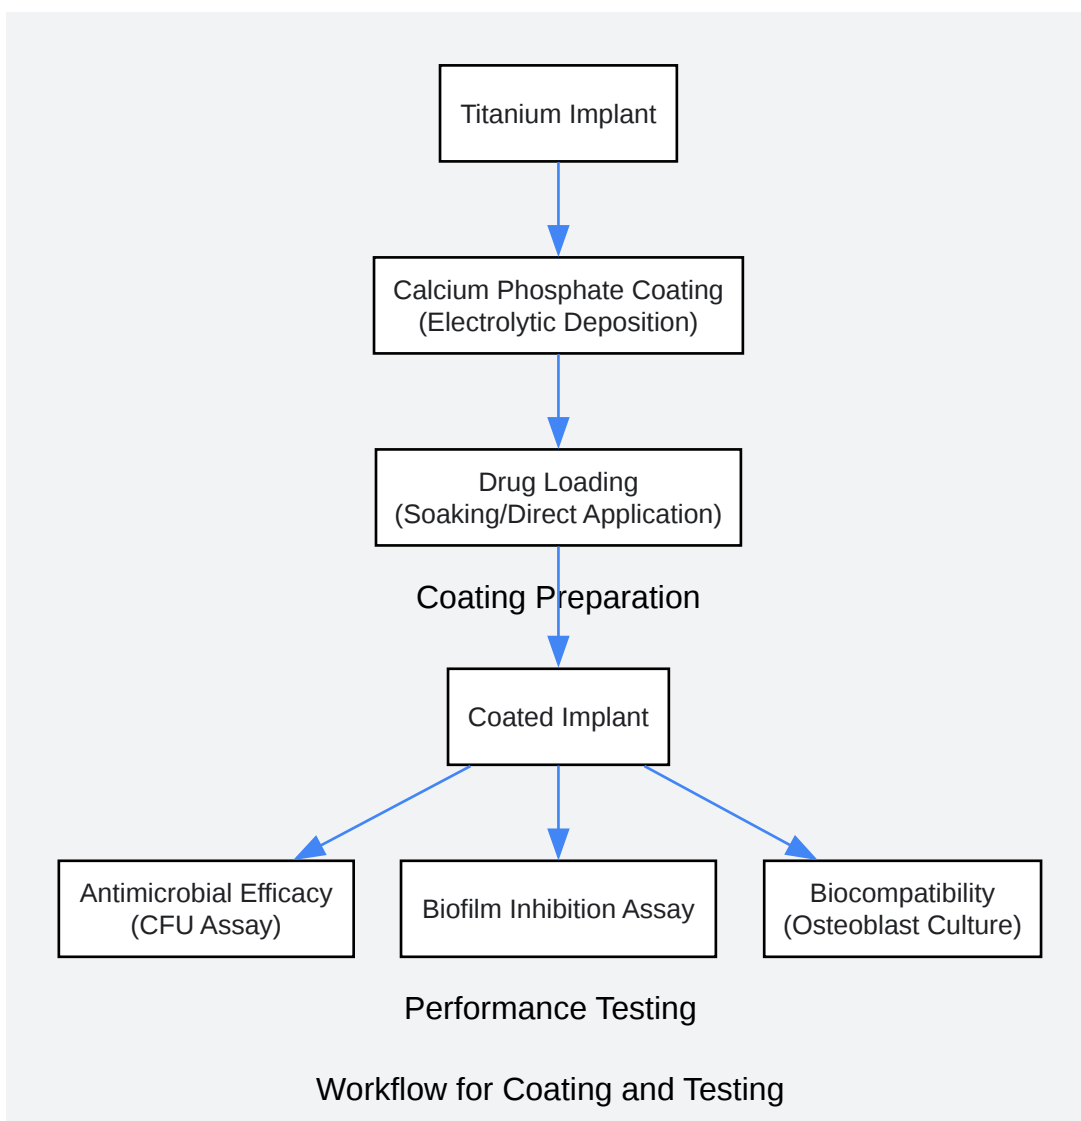 Titanium Implant
Calcium Phosphate Coating
(Electrolytic Deposition)
Drug Loading
(Soaking/Direct Application)
Coating Preparation
Coated Implant
Antimicrobial Efficacy
(CFU Assay)
Biofilm Inhibition Assay
Biocompatibility
(Osteoblast Culture)
Performance Testing
Workflow for Coating and Testing